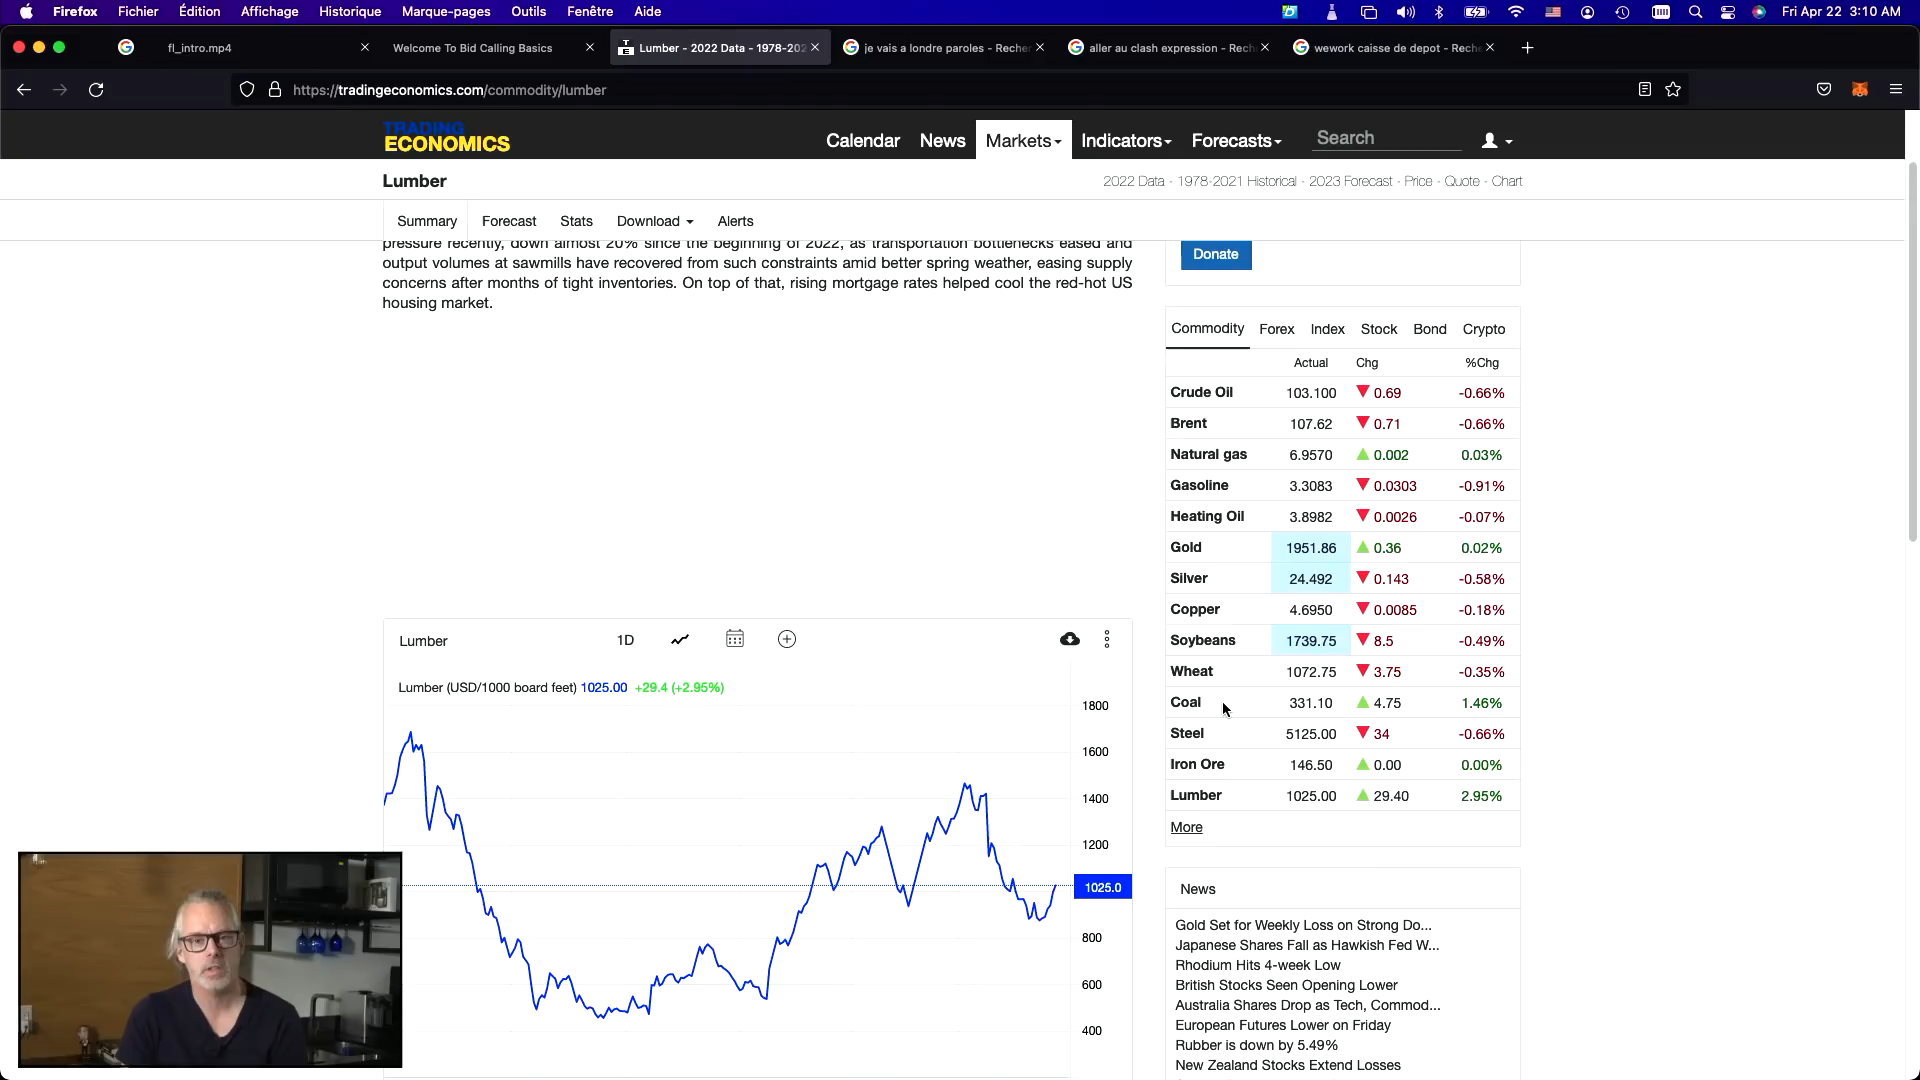 Firefox Fichier Édition Affichage Historique Marque-pages Outils Fenêtre Aide Fri Apr 22 3:10 AM
fl_intro.mp4 Welcome To Bid Calling Basics Lumber - 2022 Data - 1978-202 je vais a londre paroles - Recher aller au clash expression - Rech wework caisse de depot - Reche
https://tradingeconomics.com/commodity/lumber
TRADING
ECONOMICS
Calendar News Markets Indicators Forecasts Search
Lumber
2022 Data - 1978-2021 Historical - 2023 Forecast - Price - Quote - Chart
Summary Forecast Stats Download Alerts
pressure recently, down almost 20% since the beginning of 2022, as transportation bottlenecks eased and
output volumes at sawmills have recovered from such constraints amid better spring weather, easing supply
concerns after months of tight inventories. On top of that, rising mortgage rates helped cool the red-hot US
housing market.
Donate
Commodity Forex Index Stock Bond Crypto
Actual Chg %Chg
Crude Oil 103.100 0.69 -0.66%
Brent 107.62 0.71 -0.66%
Natural gas 6.9570 0.002 0.03%
Gasoline 3.3083 0.0303 -0.91%
Heating Oil 3.8982 0.0026 -0.07%
Gold 1951.86 0.36 0.02%
Silver 24.492 0.143 -0.58%
Copper 4.6950 0.0085 -0.18%
Soybeans 1739.75 8.5 -0.49%
Wheat 1072.75 3.75 -0.35%
Coal 331.10 4.75 1.46%
Steel 5125.00 34 -0.66%
Iron Ore 146.50 0.00 0.00%
Lumber 1025.00 29.40 2.95%
More
Lumber 1D
Lumber (USD/1000 board feet) 1025.00 +29.4 (+2.95%)
1800
1600
1400
1200
1025.0
800
600
400
News
Gold Set for Weekly Loss on Strong Do...
Japanese Shares Fall as Hawkish Fed W...
Rhodium Hits 4-week Low
British Stocks Seen Opening Lower
Australia Shares Drop as Tech, Commod...
European Futures Lower on Friday
Rubber is down by 5.49%
New Zealand Stocks Extend Losses